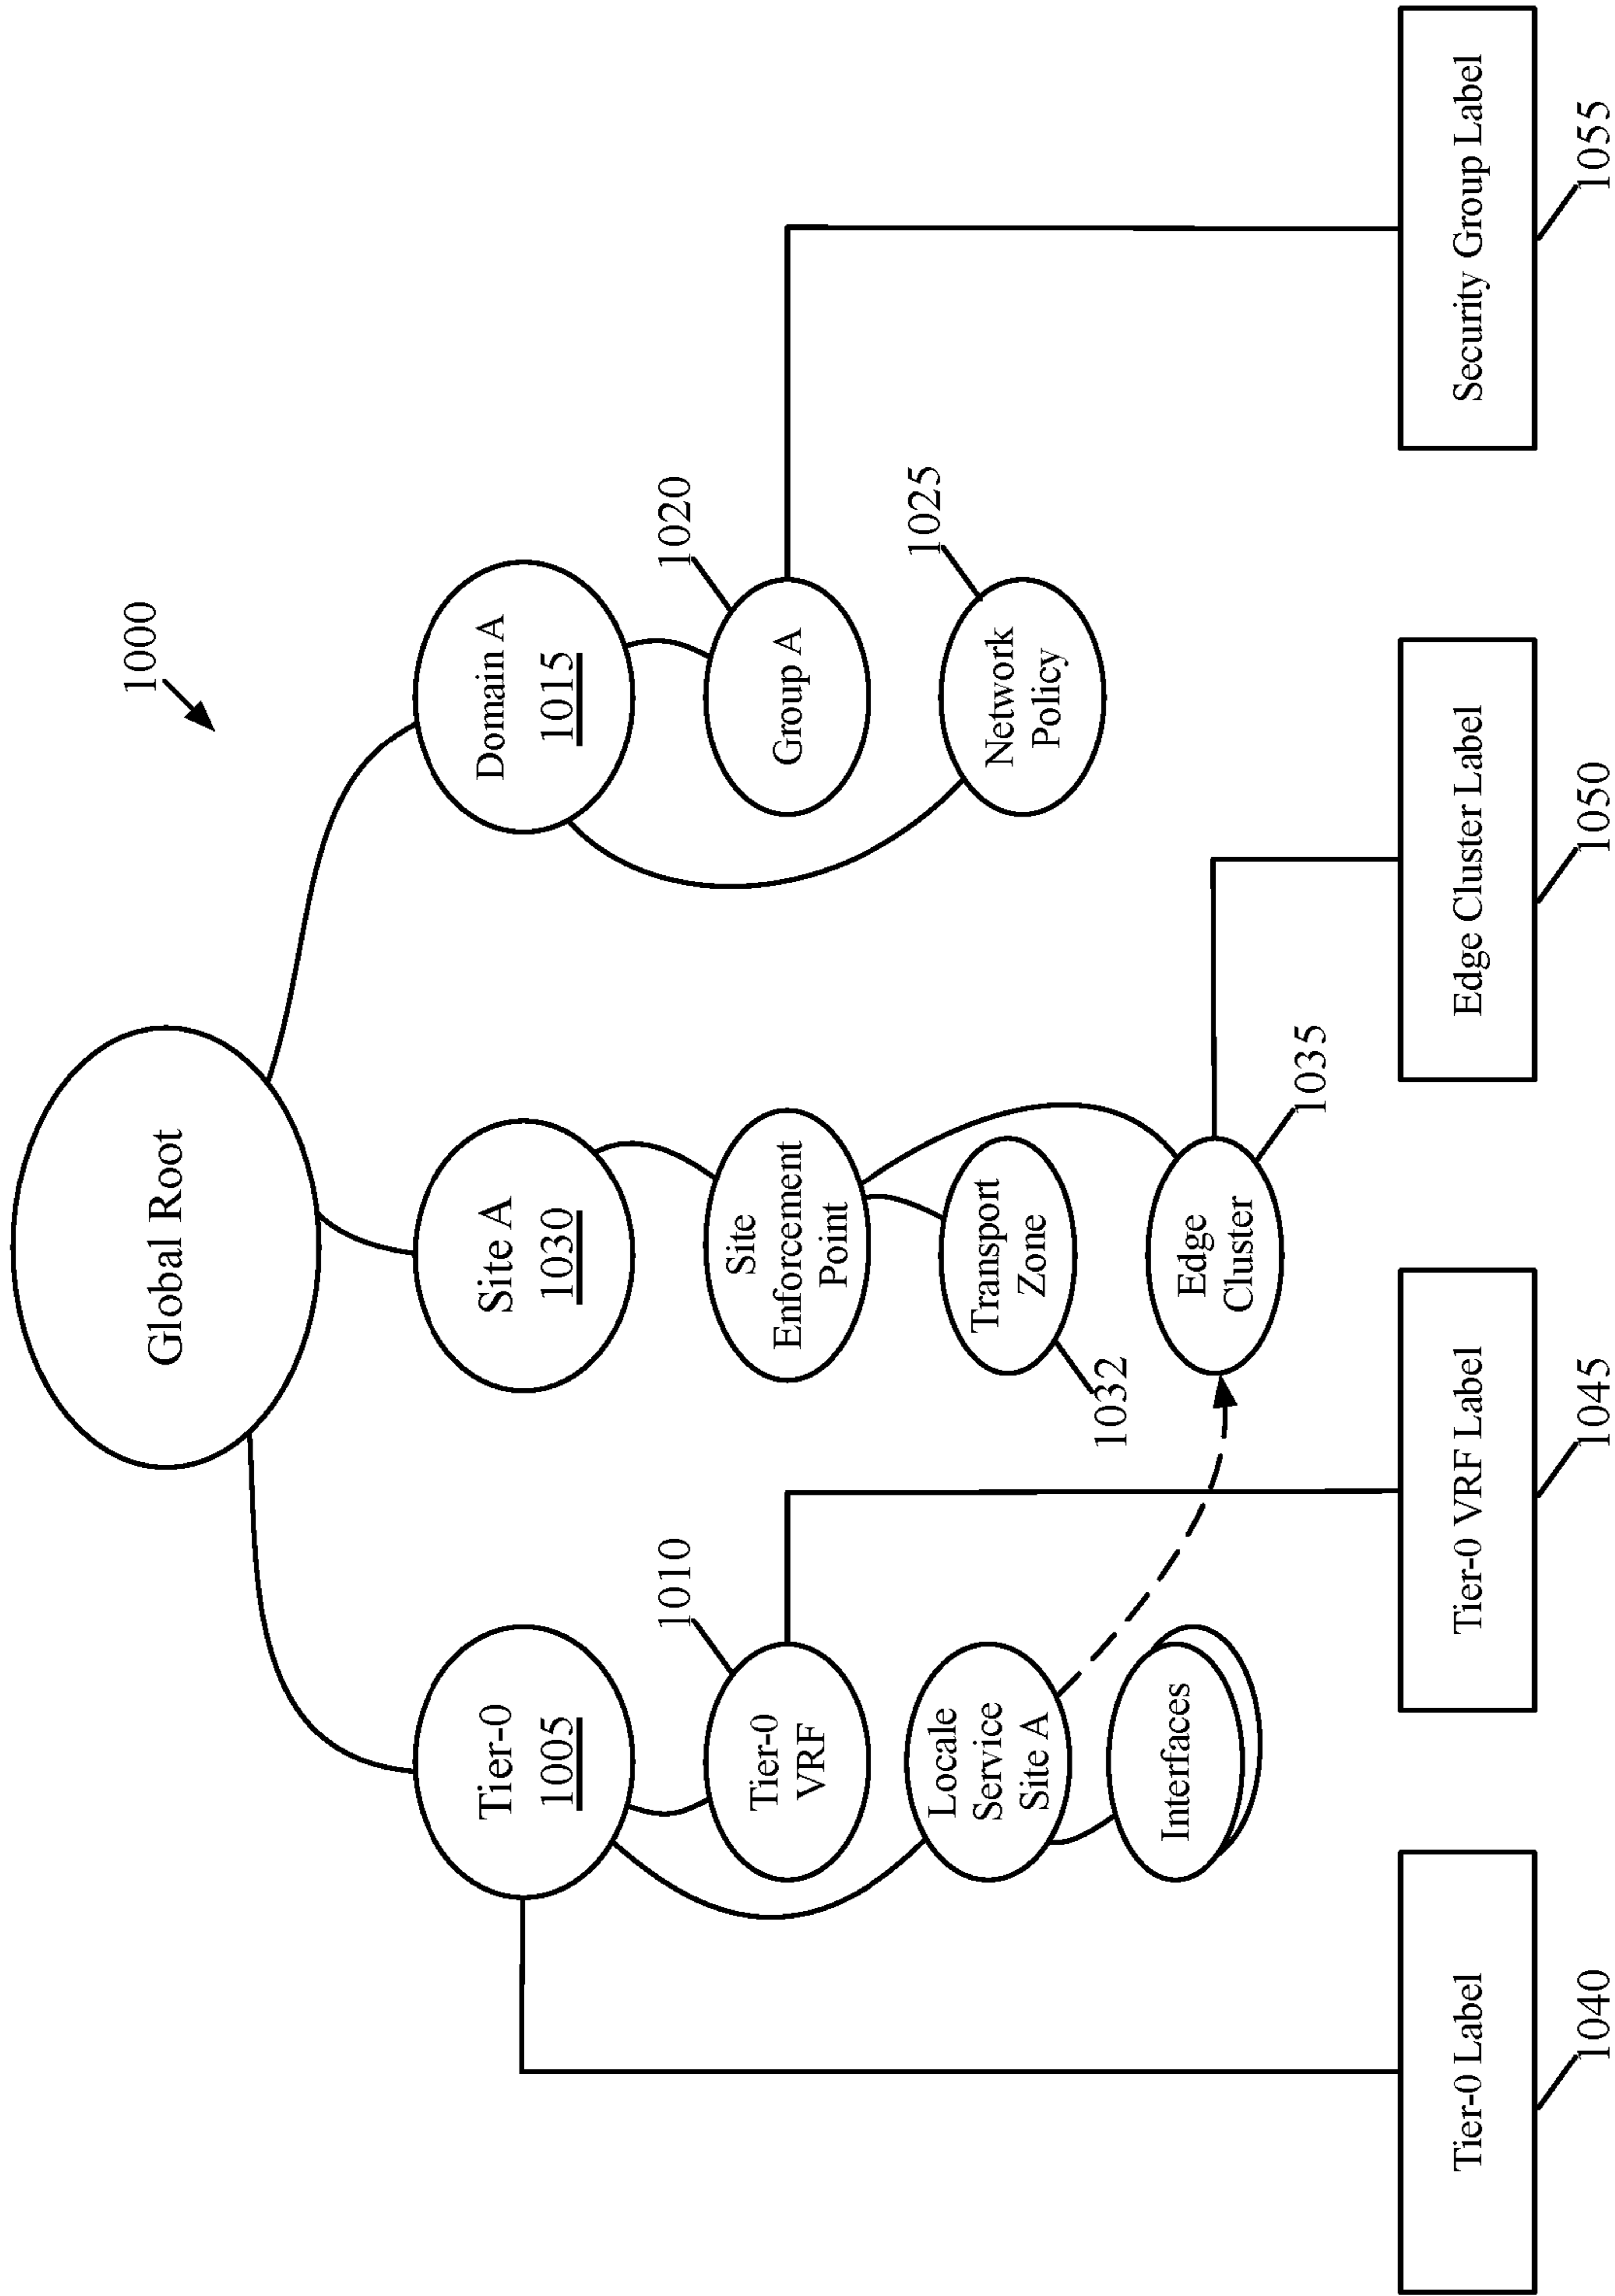 1000
Global Root
Tier-0
1005
Site A
1030
Domain A
1015
1010
1020
Tier-0
VRF
Site
Enforcement
Point
Group A
1025
Locale
Service
Site A
Transport
Zone
Network
Policy
1032
Interfaces
Edge
Cluster
1035
Tier-0 Label
Tier-0 VRF Label
Edge Cluster Label
Security Group Label
1040
1045
1050
1055